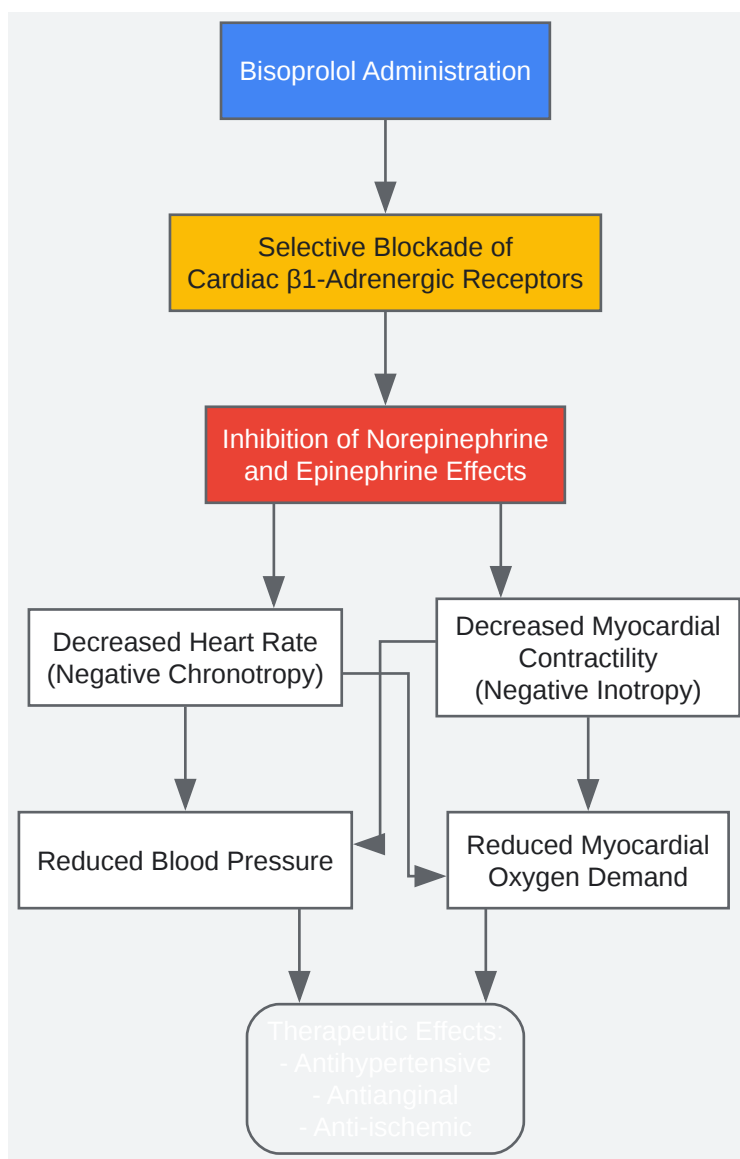 Bisoprolol Administration
Selective Blockade of
Cardiac β1-Adrenergic Receptors
Inhibition of Norepinephrine
and Epinephrine Effects
Decreased Heart Rate
(Negative Chronotropy)
Decreased Myocardial
Contractility
(Negative Inotropy)
Reduced Blood Pressure
Reduced Myocardial
Oxygen Demand
Therapeutic Effects:
- Antihypertensive
- Antianginal
- Anti-ischemic